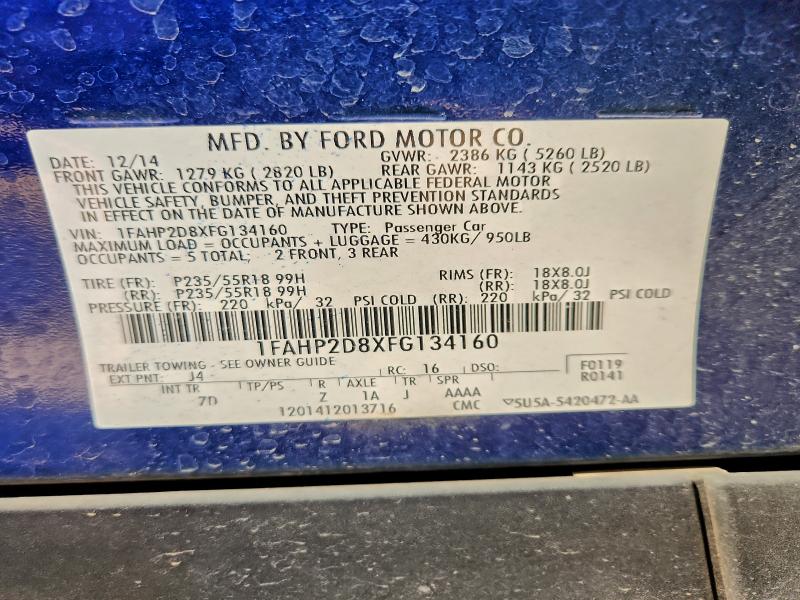 MFD. BY FORD MOTOR CO.
DATE: 12/14 GVWR: 2386 KG ( 5260 LB)
FRONT GAWR: 1279 KG ( 2820 LB) REAR GAWR: 1143 KG ( 2520 LB)
THIS VEHICLE CONFORMS TO ALL APPLICABLE FEDERAL MOTOR
VEHICLE SAFETY, BUMPER, AND THEFT PREVENTION STANDARDS
IN EFFECT ON THE DATE OF MANUFACTURE SHOWN ABOVE.
VIN: 1FAHP2D8XFG134160 TYPE: Passenger Car
MAXIMUM LOAD = OCCUPANTS + LUGGAGE = 430KG/ 950LB
OCCUPANTS = 5 TOTAL; 2 FRONT, 3 REAR
TIRE (FR): P235/55R18 99H RIMS (FR): 18X8.0J
(RR): P235/55R18 99H (RR): 18X8.0J
PRESSURE (FR): 220 kPa/ 32 PSI COLD (RR): 220 kPa/ 32 PSI COLD
1FAHP2D8XFG134160
TRAILER TOWING - SEE OWNER GUIDE
EXT PNT: J4 RC: 16 DSO: F0119
R0141
INT TR TP/PS R AXLE TR SPR
7D Z 1A J AAAA
1201412013716 CMC 5U5A-5420472-AA